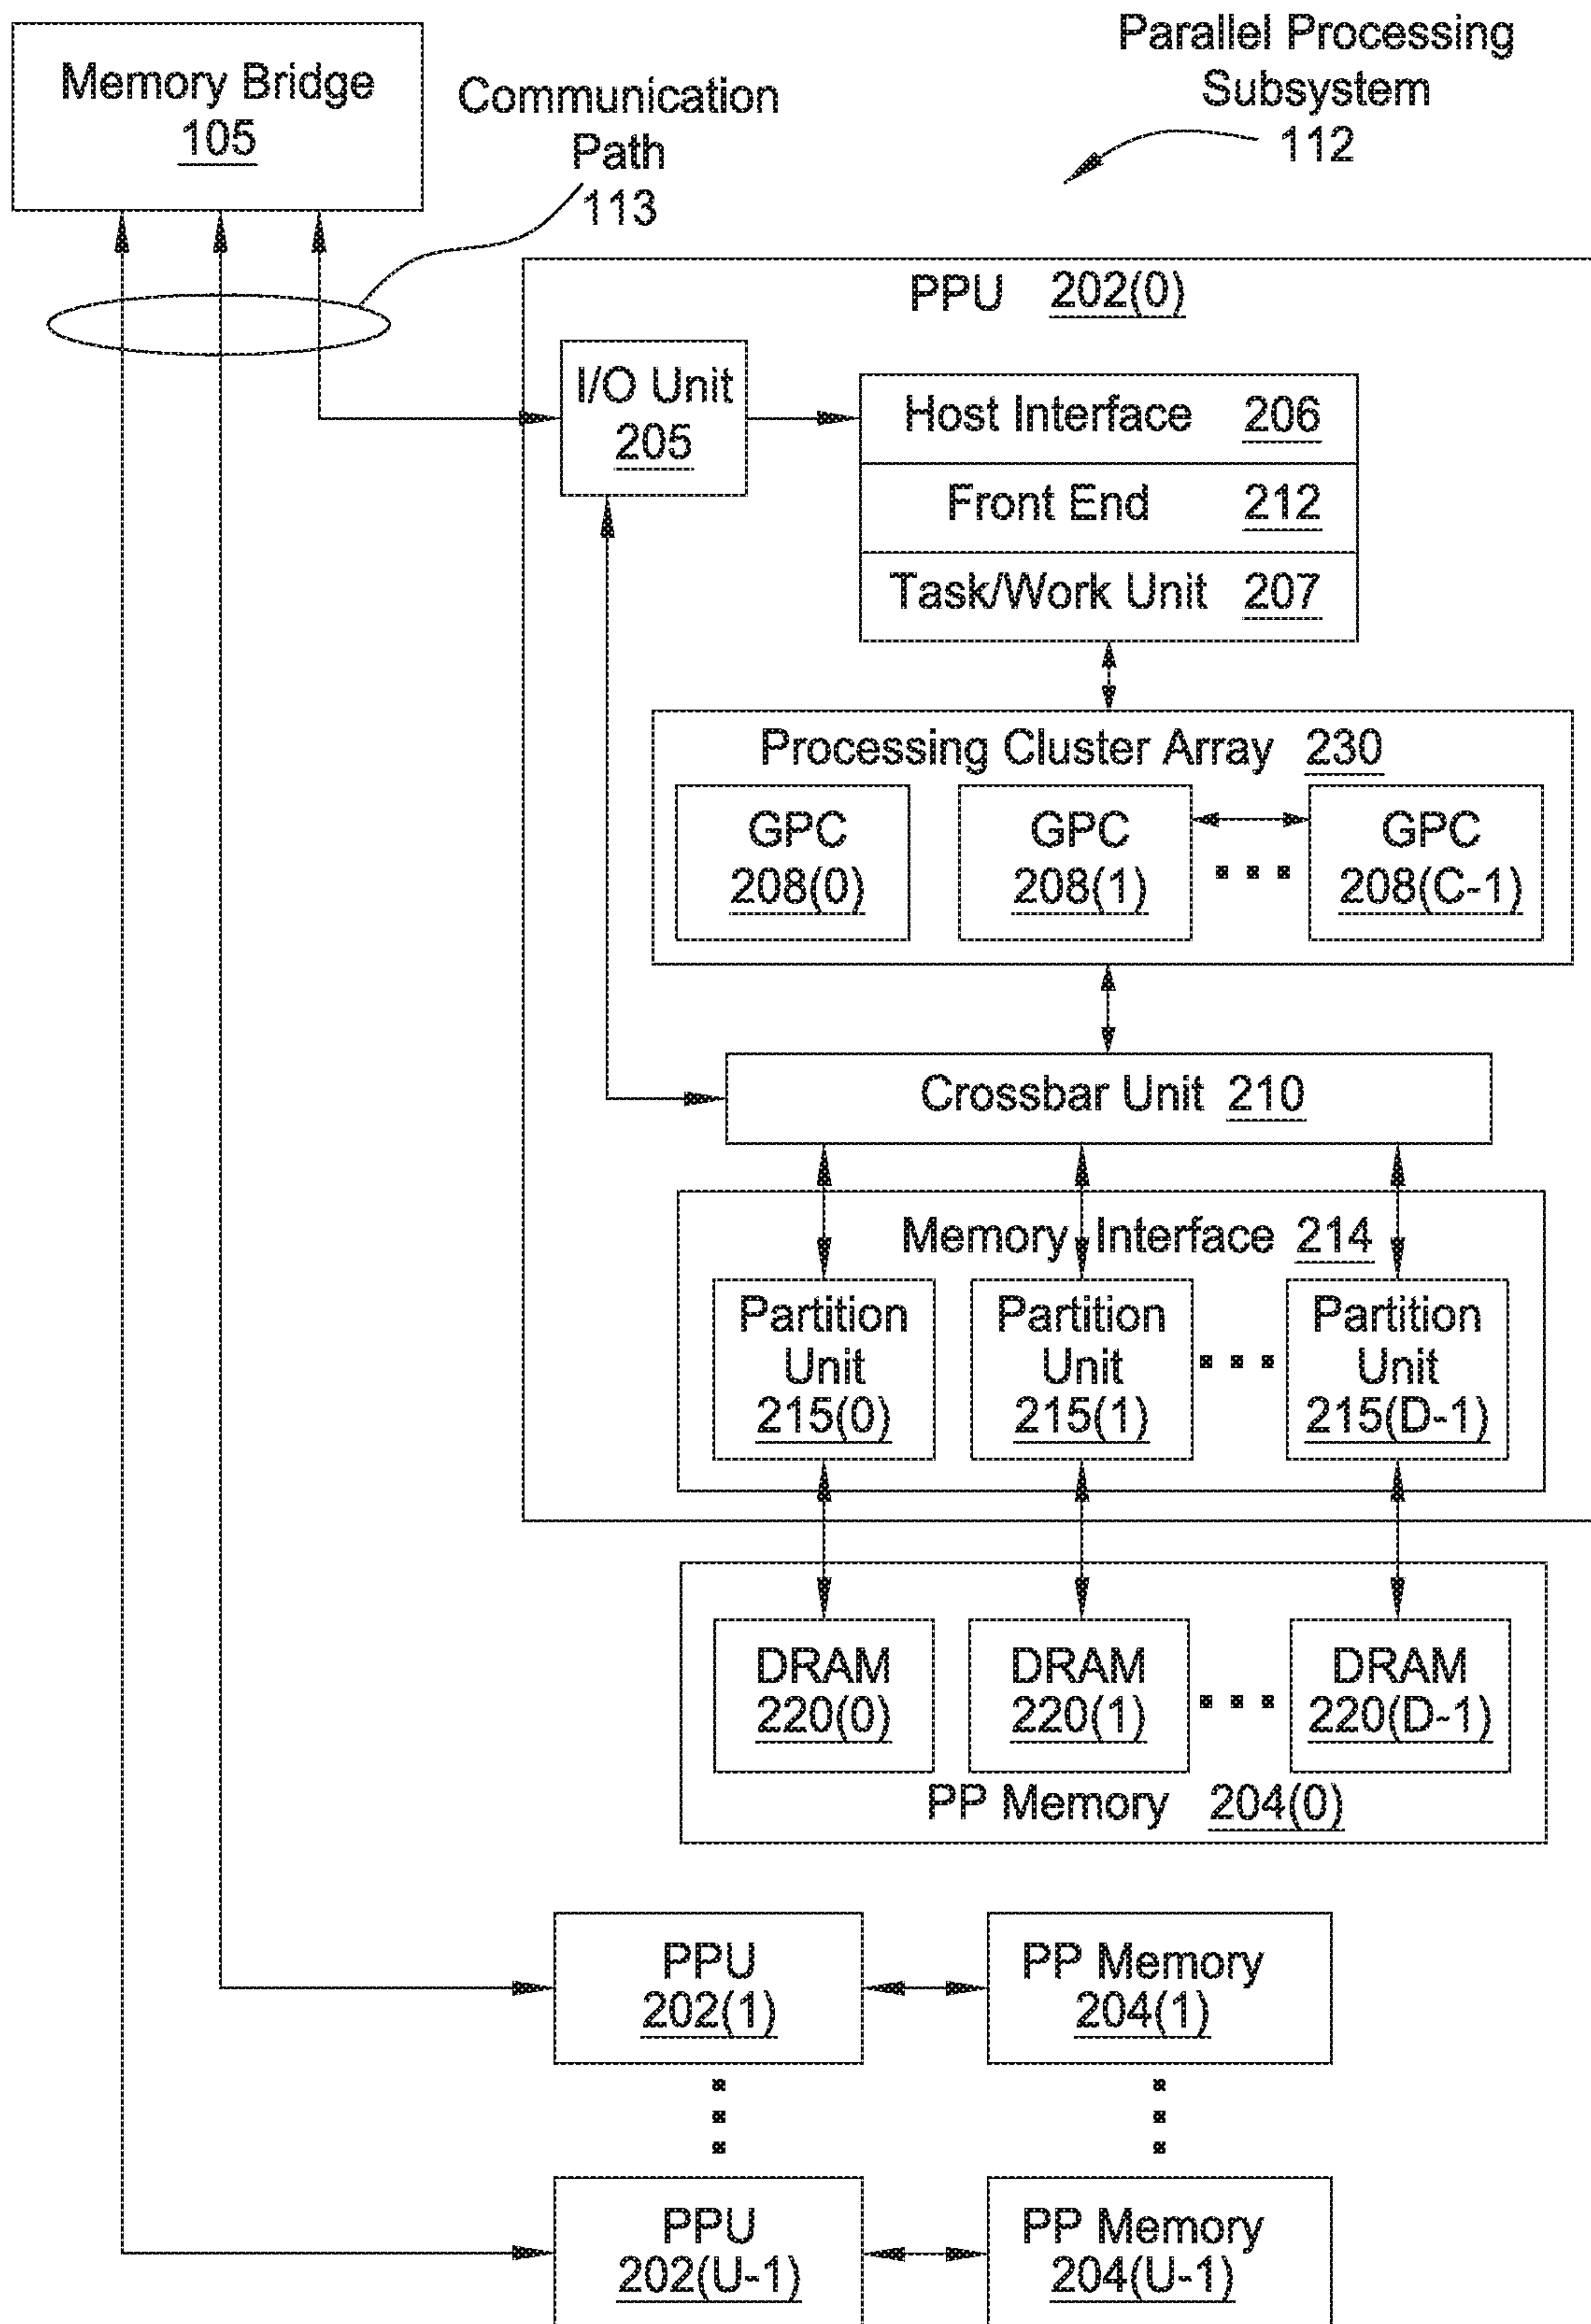 Memory Bridge
105
Communication
Path
113
Parallel Processing
Subsystem
112
PPU 202(0)
I/O Unit
205
Host Interface 206
Front End 212
Task/Work Unit 207
Processing Cluster Array 230
GPC
208(0)
GPC
208(1)
GPC
208(C-1)
Crossbar Unit 210
Memory Interface 214
Partition
Unit
215(0)
Partition
Unit
215(1)
Partition
Unit
215(D-1)
DRAM
220(0)
DRAM
220(1)
DRAM
220(D-1)
PP Memory 204(0)
PPU
202(1)
PP Memory
204(1)
PPU
202(U-1)
PP Memory
204(U-1)